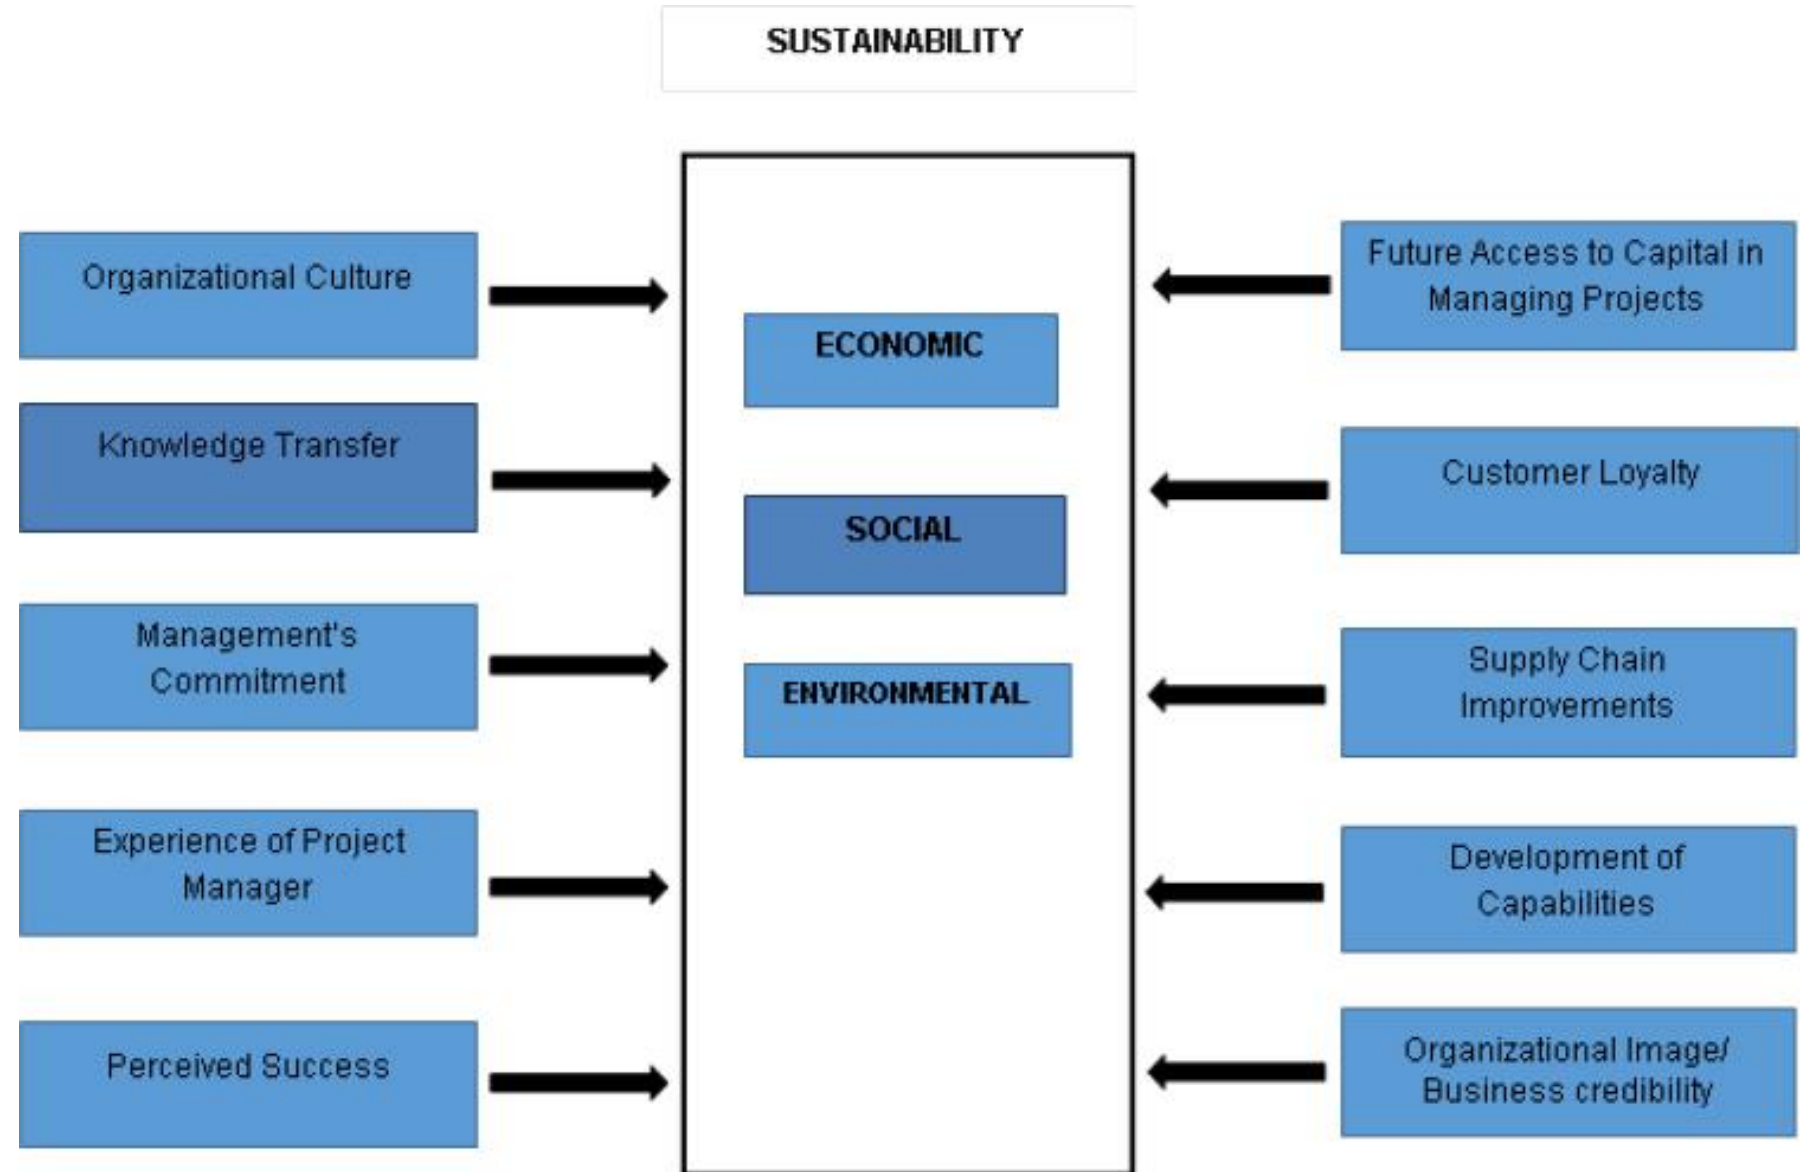 SUSTAINABILITY
Organizational Culture
Knowledge Transfer
Management's
Commitment
Experience of Project
Manager
Perceived Success
ECONOMIC
SOCIAL
ENVIRONMENTAL
Future Access to Capital in
Managing Projects
Customer Loyalty
Supply Chain
Improvements
Development of
Capabilities
Organizational Image/
Business credibility